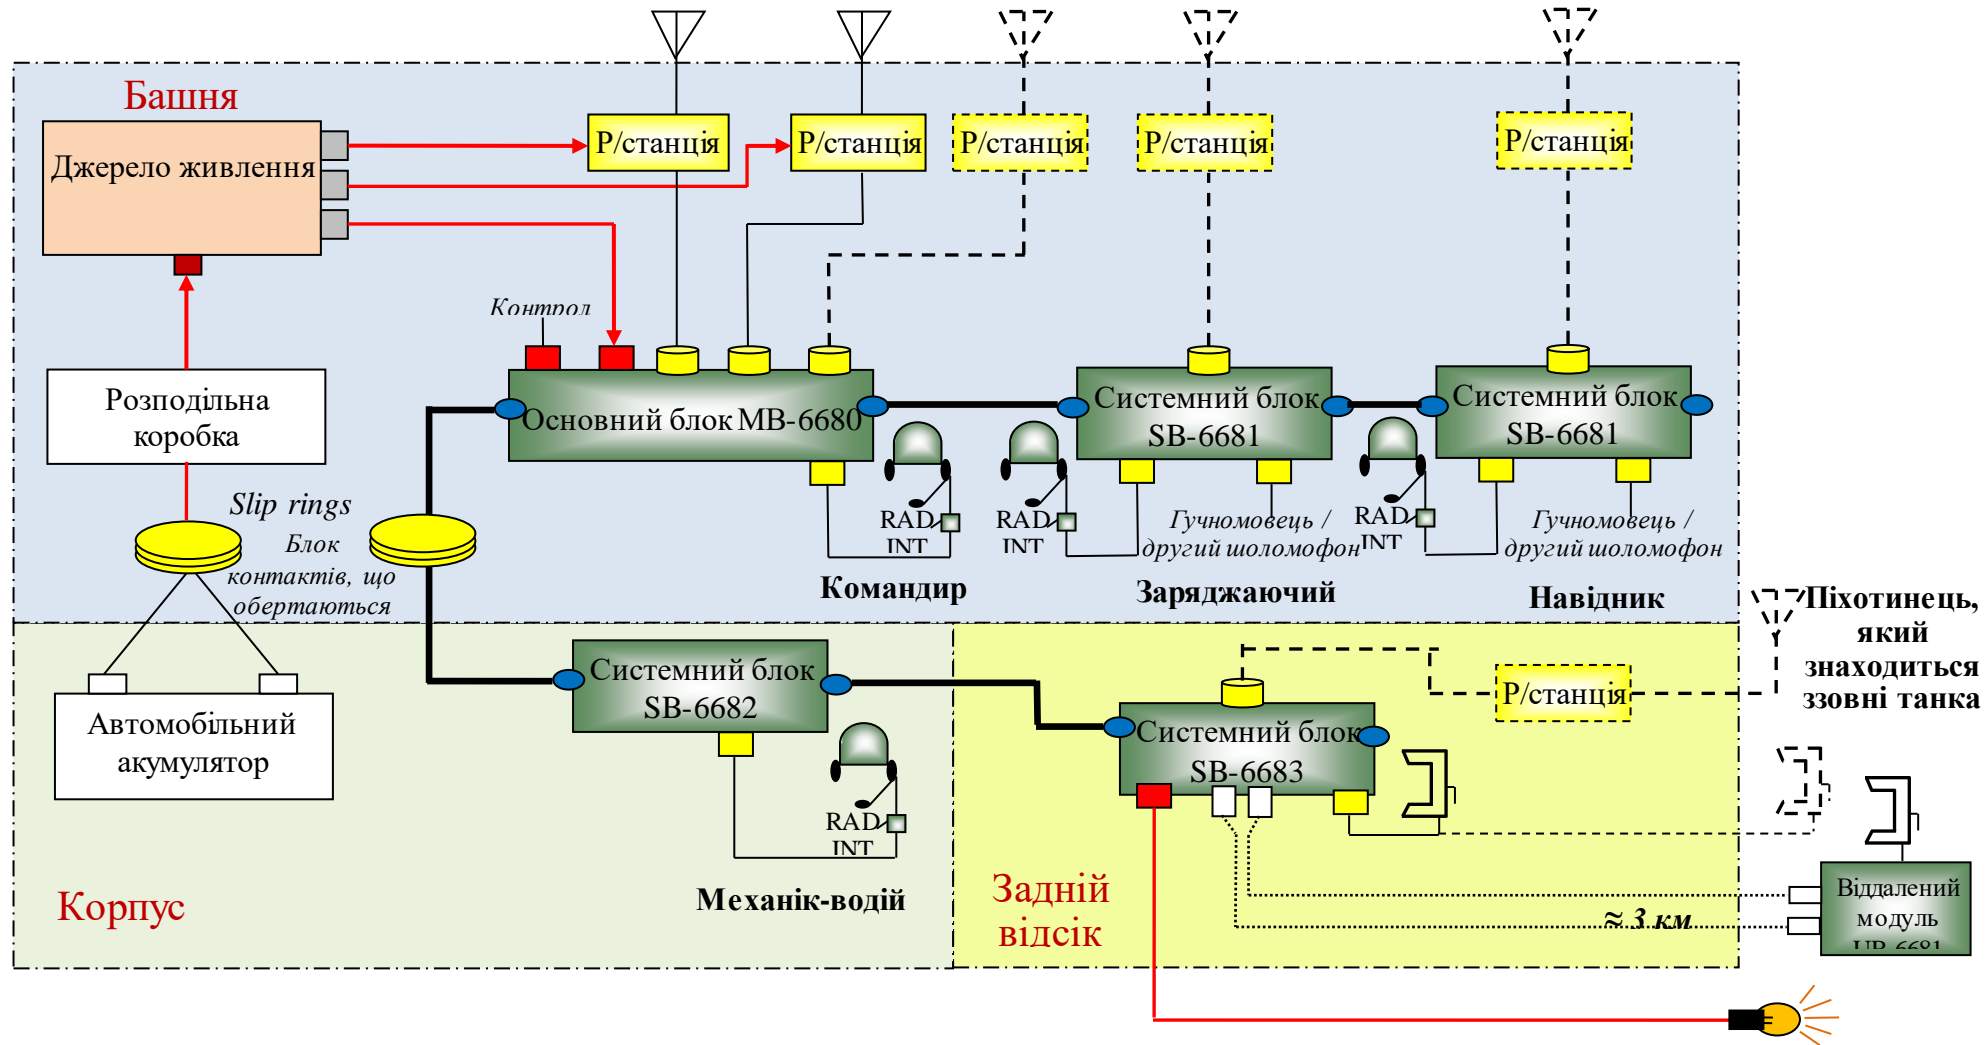 Башня
Джерело живлення
Р/станція
Р/станція
Р/станція
Р/станція
Р/станція
Контрол
Розподільна
коробка
Основний блок МВ-6680
Системний блок
SB-6681
Системний блок
SB-6681
Slip rings
Блок
контактів, що
обертаються
RAD
INT
RAD
INT
RAD
INT
Гучномовець /
другий шоломофон
Гучномовець /
другий шоломофон
Командир
Заряджаючий
Навідник
Піхотинець,
який
знаходиться
ззовні танка
Автомобільний
акумулятор
Системний блок
SB-6682
RAD
INT
Механік-водій
Корпус
Системний блок
SB-6683
Р/станція
Задній
відсік
≈ 3 км
Віддалений
модуль
UB-6681